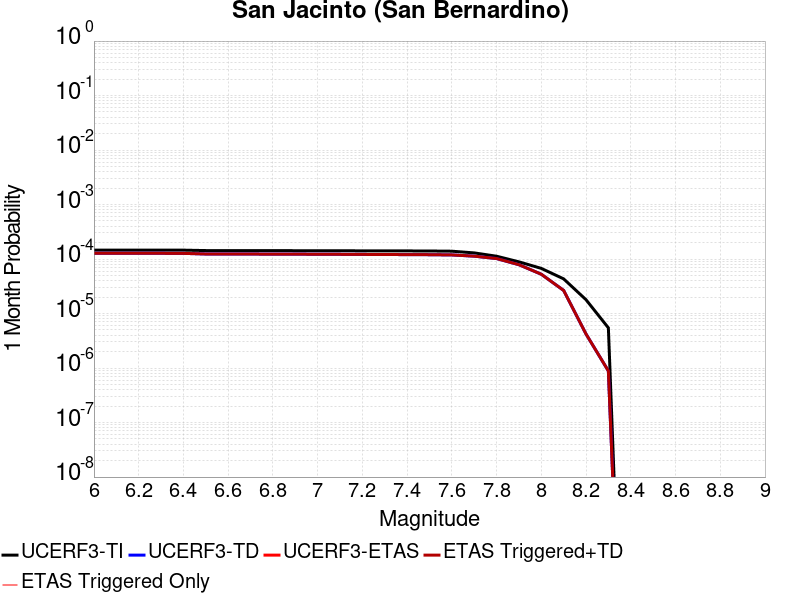 San Jacinto (San Bernardino)
1 Month Probability
10^0
10^-1
10^-2
10^-3
10^-4
10^-5
10^-6
10^-7
10^-8
6 6.2 6.4 6.6 6.8 7 7.2 7.4 7.6 7.8 8 8.2 8.4 8.6 8.8 9
Magnitude
UCERF3-TI UCERF3-TD UCERF3-ETAS ETAS Triggered+TD
ETAS Triggered Only